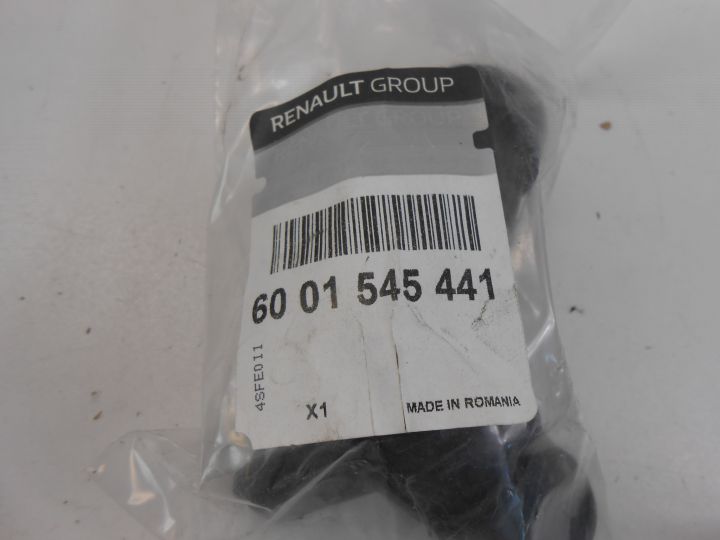 RENAULT GROUP
60 01 545 441
4SFE011
X1
MADE IN ROMANIA